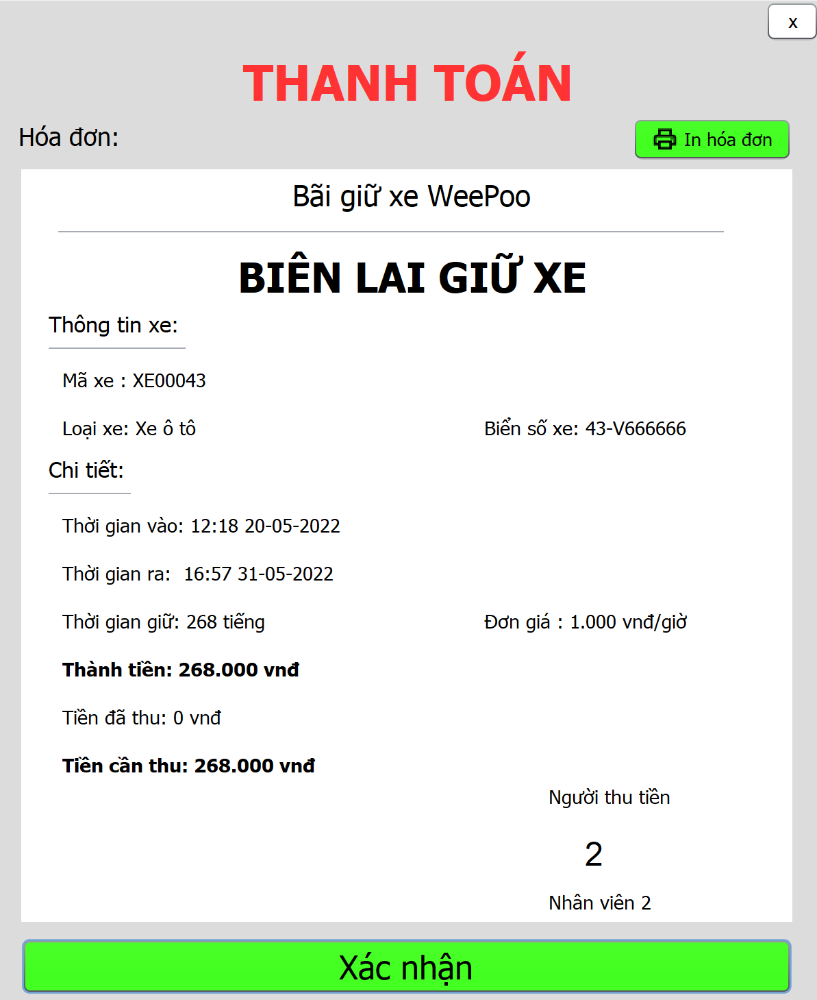 x
THANH TOÁN
Hóa đơn:
In hóa đơn
Bãi giữ xe WeePoo
BIÊN LAI GIỮ XE
Thông tin xe:
Mã xe : XE00043
Loại xe: Xe ô tô
Biển số xe: 43-V666666
Chi tiết:
Thời gian vào: 12:18 20-05-2022
Thời gian ra:  16:57 31-05-2022
Thời gian giữ: 268 tiếng
Đơn giá : 1.000 vnđ/giờ
Thành tiền: 268.000 vnđ
Tiền đã thu: 0 vnđ
Tiền cần thu: 268.000 vnđ
Người thu tiền
2
Nhân viên 2
Xác nhận